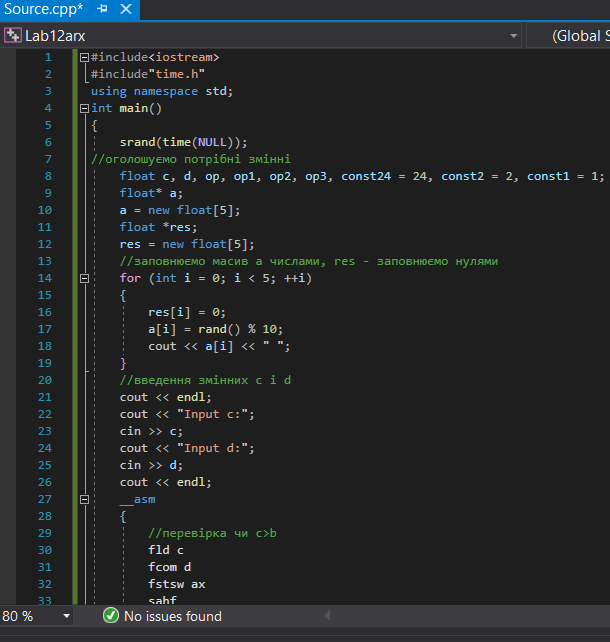 Source.cpp*
Lab12arx (Global S
1 #include<iostream>
2 #include"time.h"
3 using namespace std;
4 int main()
5 {
6 srand(time(NULL));
7 //оголошуємо потрібні змінні
8 float c, d, op, op1, op2, op3, const24 = 24, const2 = 2, const1 = 1;
9 float* a;
10 a = new float[5];
11 float *res;
12 res = new float[5];
13 //заповнюємо масив a числами, res - заповнюємо нулями
14 for (int i = 0; i < 5; ++i)
15 {
16 res[i] = 0;
17 a[i] = rand() % 10;
18 cout << a[i] << " ";
19 }
20 //введення змінних c і d
21 cout << endl;
22 cout << "Input c:";
23 cin >> c;
24 cout << "Input d:";
25 cin >> d;
26 cout << endl;
27 __asm
28 {
29 //перевірка чи c>b
30 fld c
31 fcom d
32 fstsw ax
33 sahf
80 % No issues found